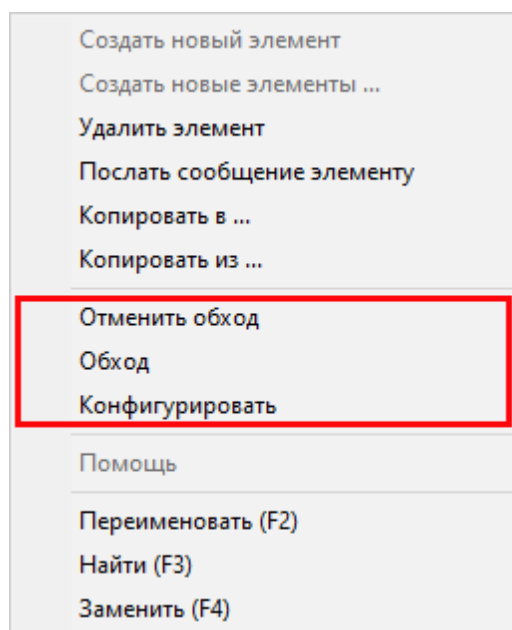 Создать новый элемент
Создать новые элементы ...
Удалить элемент
Послать сообщение элементу
Копировать в ...
Копировать из ...
Отменить обход
Обход
Конфигурировать
Помощь
Переименовать (F2)
Найти (F3)
Заменить (F4)